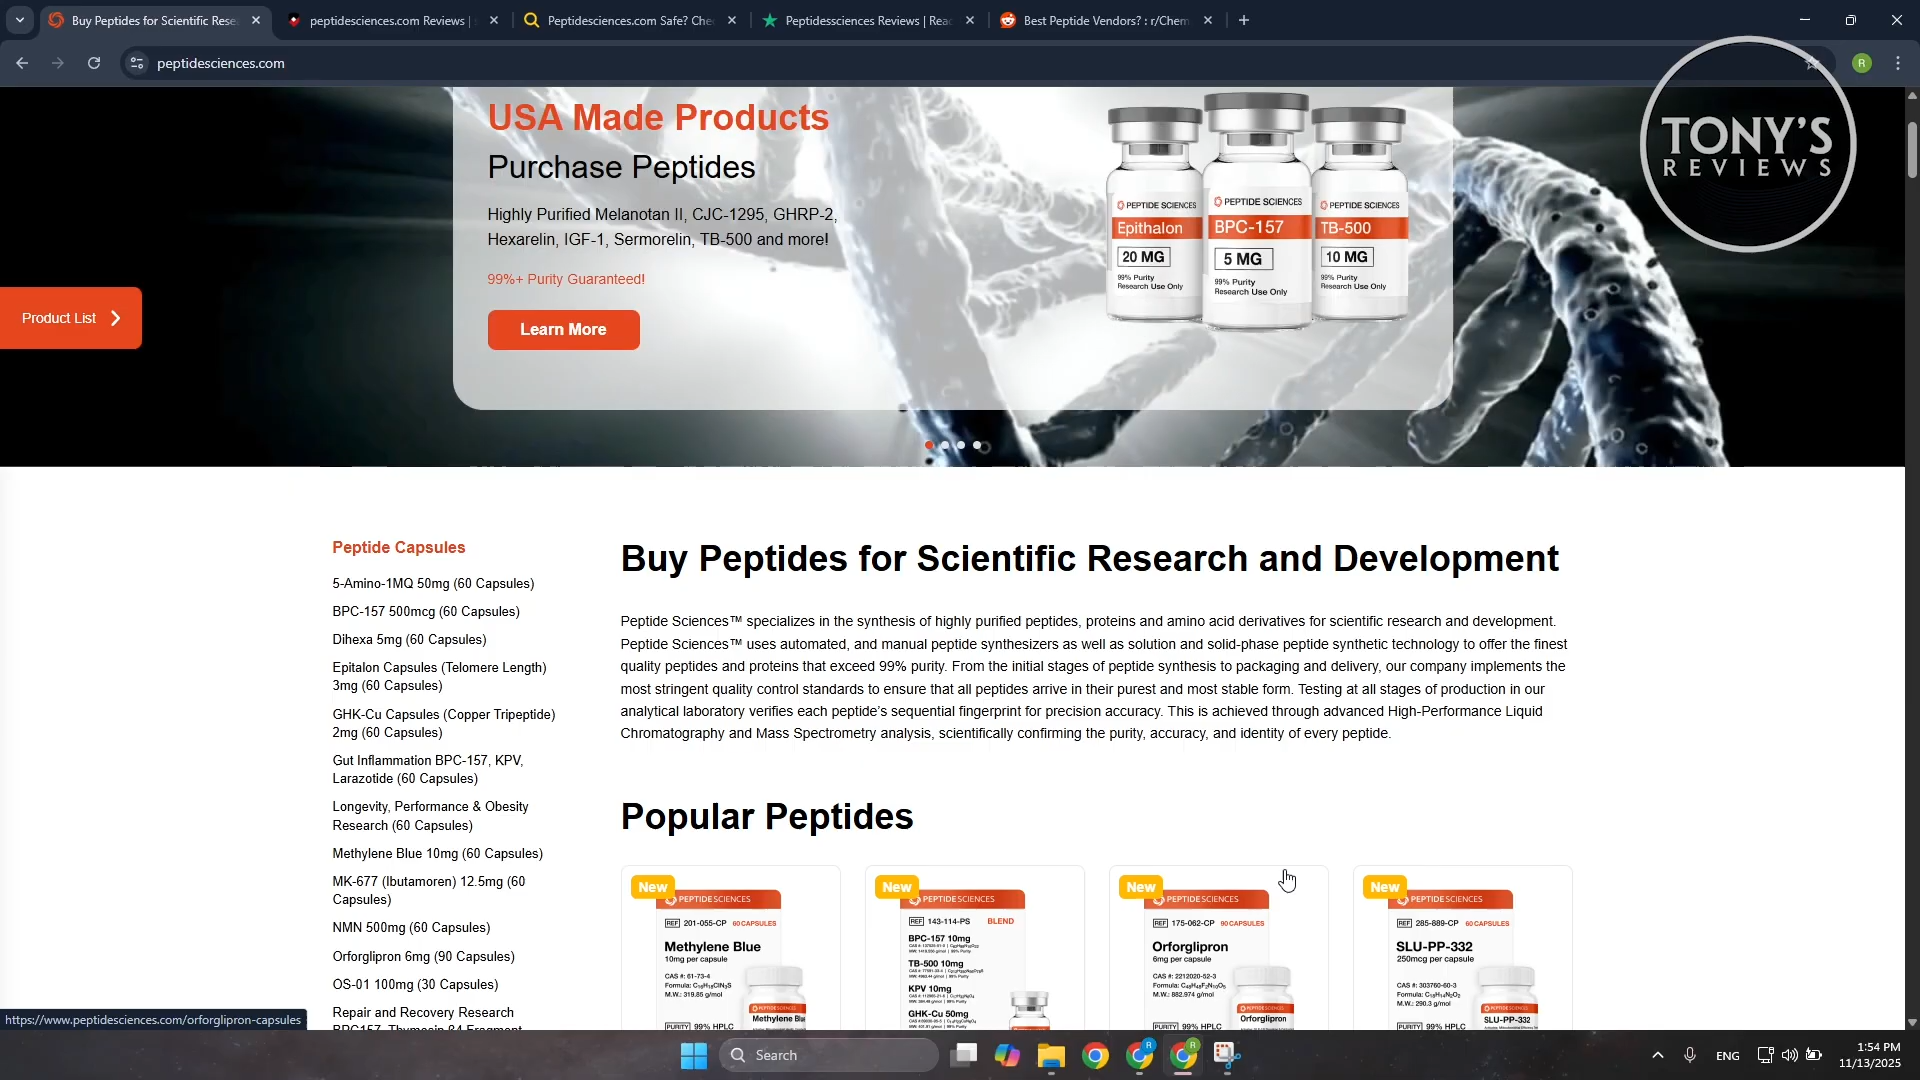 Buy Peptides for Scientific Rese
peptidesciences.com Reviews |
Peptidesciences.com Safe? Che
Peptidessciences Reviews | Rea
Best Peptide Vendors? : r/Chem
peptidesciences.com
R
TONY'S
REVIEWS
USA Made Products
Purchase Peptides
Highly Purified Melanotan II, CJC-1295, GHRP-2,
Hexarelin, IGF-1, Sermorelin, TB-500 and more!
99%+ Purity Guaranteed!
Learn More
PEPTIDE SCIENCES
Epithalon
20 MG
99% Purity
Research Use Only
PEPTIDE SCIENCES
BPC-157
5 MG
99% Purity
Research Use Only
PEPTIDE SCIENCES
TB-500
10 MG
99% Purity
Research Use Only
Product List
Peptide Capsules
5-Amino-1MQ 50mg (60 Capsules)
BPC-157 500mcg (60 Capsules)
Dihexa 5mg (60 Capsules)
Epitalon Capsules (Telomere Length)
3mg (60 Capsules)
GHK-Cu Capsules (Copper Tripeptide)
2mg (60 Capsules)
Gut Inflammation BPC-157, KPV,
Larazotide (60 Capsules)
Longevity, Performance & Obesity
Research (60 Capsules)
Methylene Blue 10mg (60 Capsules)
MK-677 (Ibutamoren) 12.5mg (60
Capsules)
NMN 500mg (60 Capsules)
Orforglipron 6mg (90 Capsules)
OS-01 100mg (30 Capsules)
Repair and Recovery Research
BPC157, Thymosin β4 Fragment
Buy Peptides for Scientific Research and Development
Peptide Sciences™ specializes in the synthesis of highly purified peptides, proteins and amino acid derivatives for scientific research and development.
Peptide Sciences™ uses automated, and manual peptide synthesizers as well as solution and solid-phase peptide synthetic technology to offer the finest
quality peptides and proteins that exceed 99% purity. From the initial stages of peptide synthesis to packaging and delivery, our company implements the
most stringent quality control standards to ensure that all peptides arrive in their purest and most stable form. Testing at all stages of production in our
analytical laboratory verifies each peptide's sequential fingerprint for precision accuracy. This is achieved through advanced High-Performance Liquid
Chromatography and Mass Spectrometry analysis, scientifically confirming the purity, accuracy, and identity of every peptide.
Popular Peptides
New
PEPTIDE SCIENCES
REF 201-055-CP 60 CAPSULES
Methylene Blue
10mg per capsule
CAS #: 61-73-4
Formula: C₁₆H₁₈ClN₃S
M.W.: 319.85 g/mol
PURITY 99% HPLC
PEPTIDE SCIENCES
Methylene Blu
New
PEPTIDE SCIENCES
REF 143-114-PS BLEND
BPC-157 10mg
TB-500 10mg
KPV 10mg
GHK-Cu 50mg
New
PEPTIDE SCIENCES
REF 175-062-CP 90 CAPSULES
Orforglipron
6mg per capsule
CAS #: 2212020-52-3
M.W.: 882.974 g/mol
PURITY 99% HPLC
PEPTIDE SCIENCES
Orforglipron
New
PEPTIDE SCIENCES
REF 285-889-CP 60 CAPSULES
SLU-PP-332
250mcg per capsule
CAS #: 303760-60-3
Formula: C₁₈H₁₄N₂O₂
M.W.: 290.3 g/mol
PURITY 99% HPLC
PEPTIDE SCIENCES
SLU-PP-332
https://www.peptidesciences.com/orforglipron-capsules
Search
R
R
ENG
1:54 PM
11/13/2025